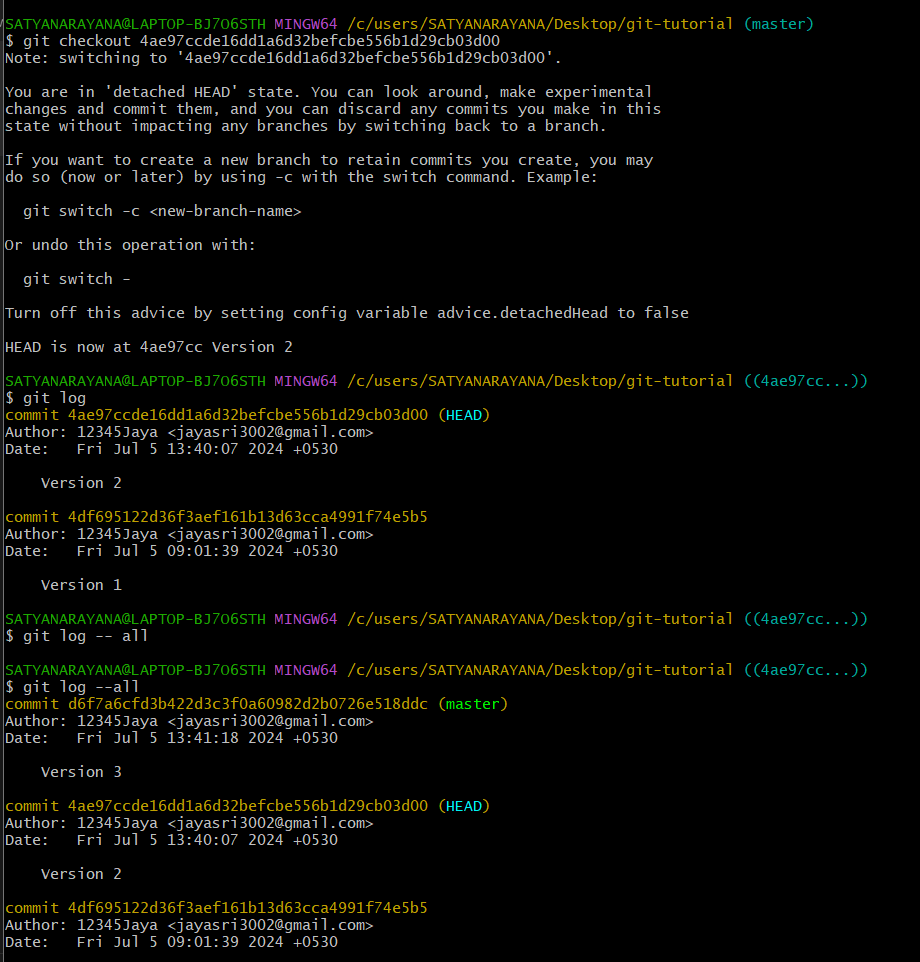 SATYANARAYANA@LAPTOP-BJ7O6STH MINGW64 /c/users/SATYANARAYANA/Desktop/git-tutorial (master)
$ git checkout 4ae97ccde16dd1a6d32befcbe556b1d29cb03d00
Note: switching to '4ae97ccde16dd1a6d32befcbe556b1d29cb03d00'.
You are in 'detached HEAD' state. You can look around, make experimental
changes and commit them, and you can discard any commits you make in this
state without impacting any branches by switching back to a branch.
If you want to create a new branch to retain commits you create, you may
do so (now or later) by using -c with the switch command. Example:
git switch -c <new-branch-name>
Or undo this operation with:
git switch -
Turn off this advice by setting config variable advice.detachedHead to false
HEAD is now at 4ae97cc Version 2
SATYANARAYANA@LAPTOP-BJ7O6STH MINGW64 /c/users/SATYANARAYANA/Desktop/git-tutorial ((4ae97cc...))
$ git log
commit 4ae97ccde16dd1a6d32befcbe556b1d29cb03d00 (HEAD)
Author: 12345Jaya <jayasri3002@gmail.com>
Date:   Fri Jul 5 13:40:07 2024 +0530
Version 2
commit 4df695122d36f3aef161b13d63cca4991f74e5b5
Author: 12345Jaya <jayasri3002@gmail.com>
Date:   Fri Jul 5 09:01:39 2024 +0530
Version 1
SATYANARAYANA@LAPTOP-BJ7O6STH MINGW64 /c/users/SATYANARAYANA/Desktop/git-tutorial ((4ae97cc...))
$ git log -- all
SATYANARAYANA@LAPTOP-BJ7O6STH MINGW64 /c/users/SATYANARAYANA/Desktop/git-tutorial ((4ae97cc...))
$ git log --all
commit d6f7a6cfd3b422d3c3f0a60982d2b0726e518ddc (master)
Author: 12345Jaya <jayasri3002@gmail.com>
Date:   Fri Jul 5 13:41:18 2024 +0530
Version 3
commit 4ae97ccde16dd1a6d32befcbe556b1d29cb03d00 (HEAD)
Author: 12345Jaya <jayasri3002@gmail.com>
Date:   Fri Jul 5 13:40:07 2024 +0530
Version 2
commit 4df695122d36f3aef161b13d63cca4991f74e5b5
Author: 12345Jaya <jayasri3002@gmail.com>
Date:   Fri Jul 5 09:01:39 2024 +0530